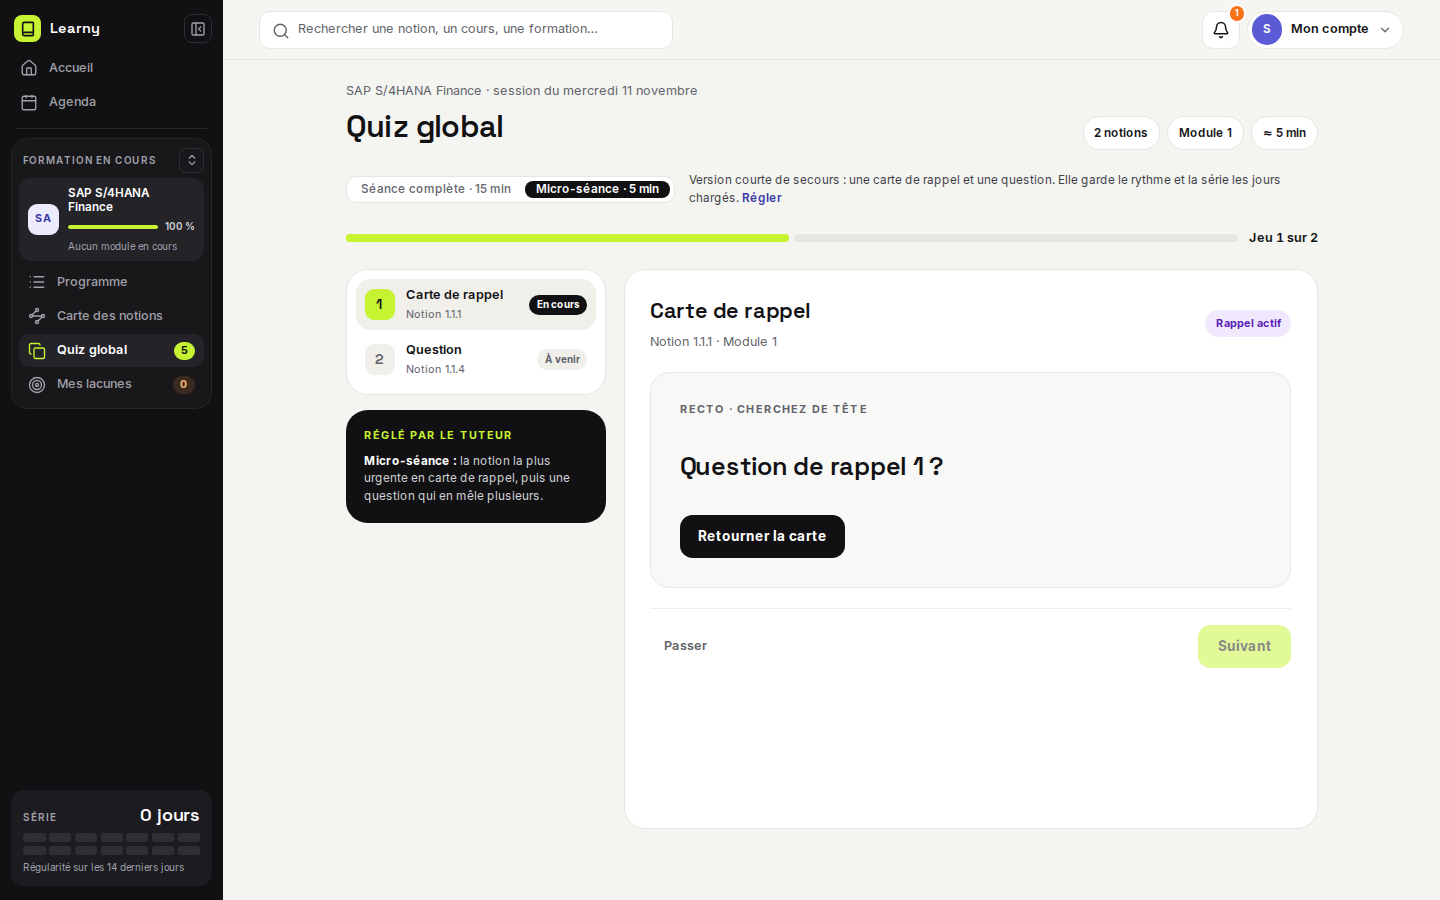 Learny
Rechercher une notion, un cours, une formation...
1
S
Mon compte
Accueil
Agenda
FORMATION EN COURS
SA
SAP S/4HANA
Finance
100 %
Aucun module en cours
Programme
Carte des notions
Quiz global
5
Mes lacunes
0
SÉRIE
0 jours
Régularité sur les 14 derniers jours
SAP S/4HANA Finance · session du mercredi 11 novembre
Quiz global
2 notions
Module 1
≈ 5 min
Séance complète · 15 min
Micro-séance · 5 min
Version courte de secours : une carte de rappel et une question. Elle garde le rythme et la série les jours
chargés. Régler
Jeu 1 sur 2
1
Carte de rappel
Notion 1.1.1
En cours
2
Question
Notion 1.1.4
À venir
RÉGLÉ PAR LE TUTEUR
Micro-séance : la notion la plus
urgente en carte de rappel, puis une
question qui en mêle plusieurs.
Carte de rappel
Notion 1.1.1 · Module 1
Rappel actif
RECTO · CHERCHEZ DE TÊTE
Question de rappel 1 ?
Retourner la carte
Passer
Suivant